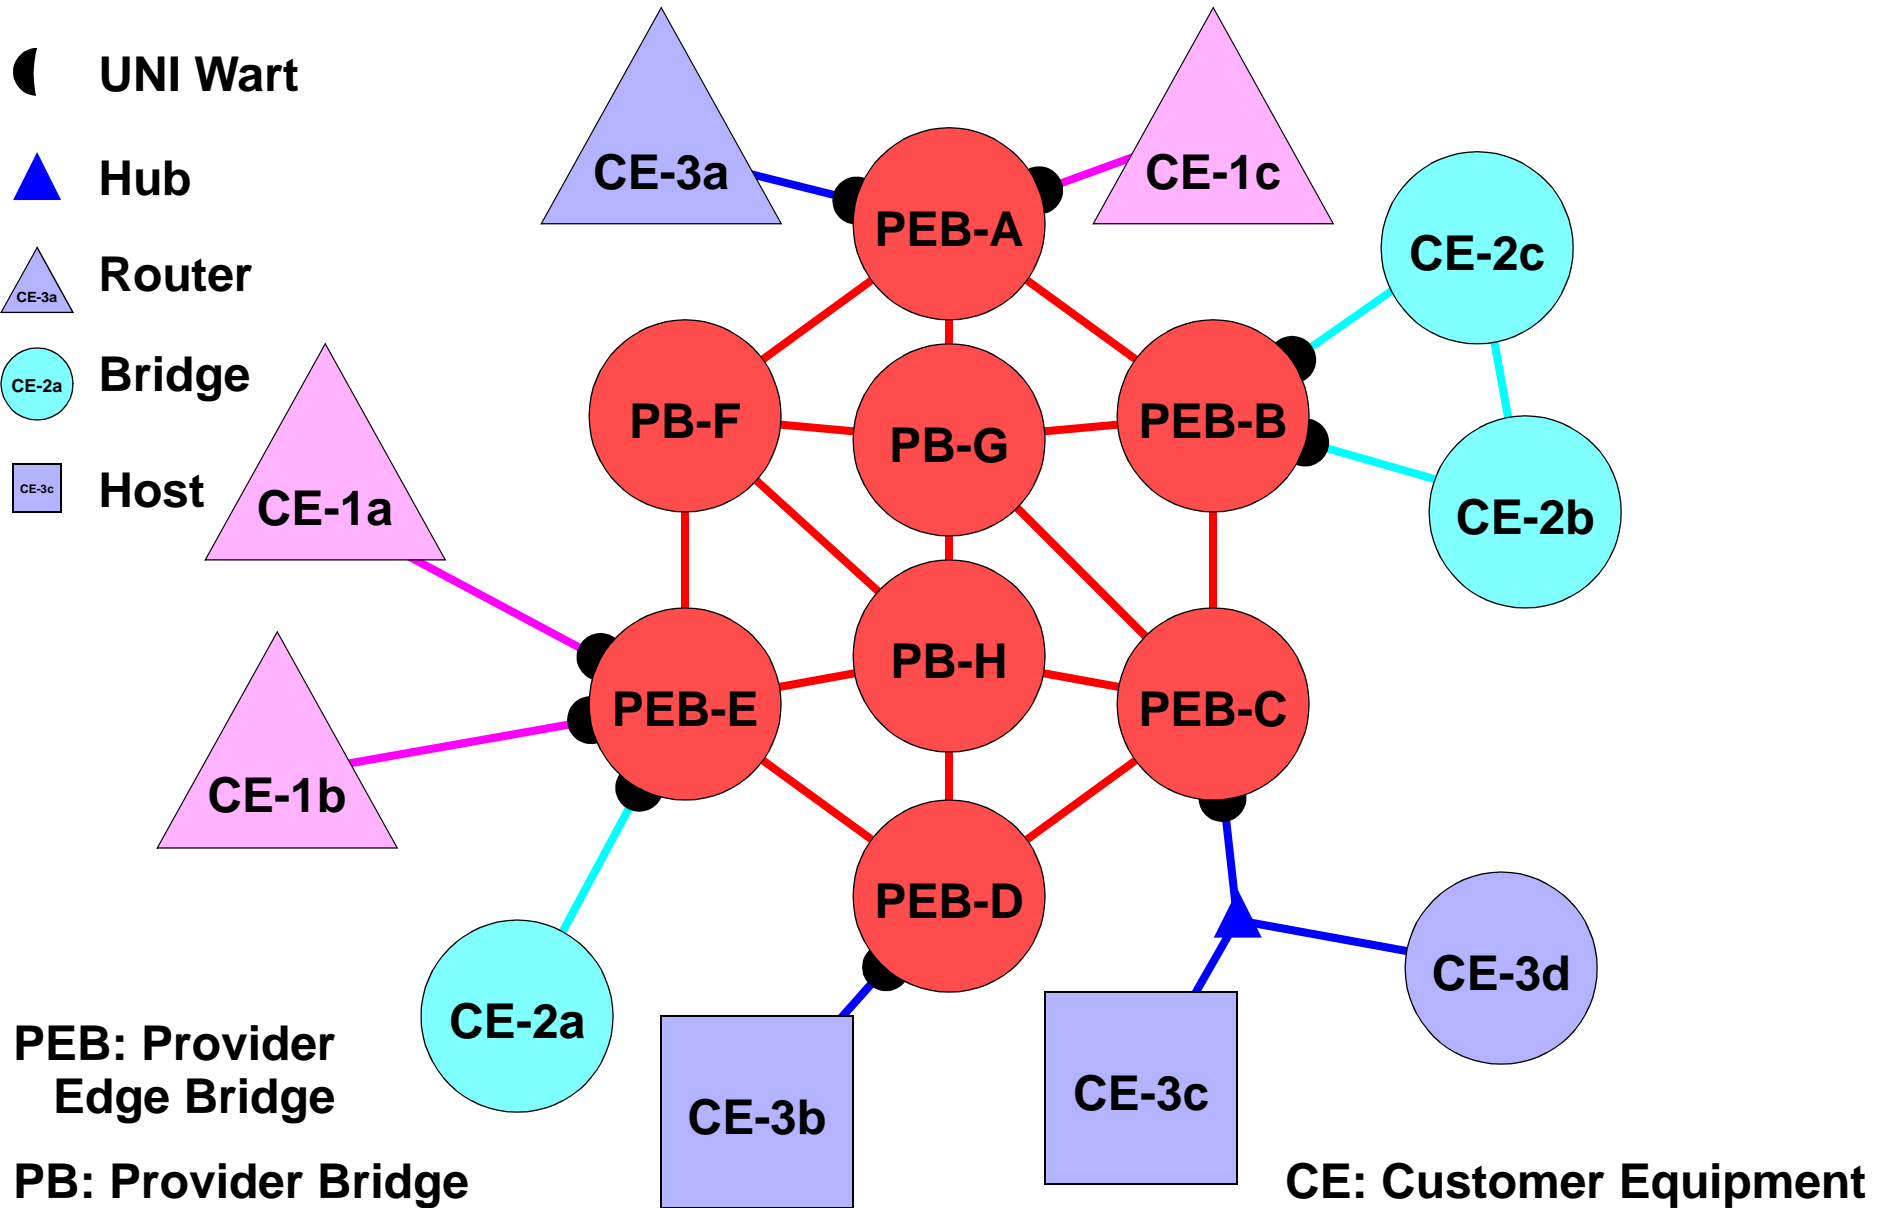 UNI Wart
Hub
CE-3a
Router
CE-2a
Bridge
CE-3c
Host
CE-3a
CE-1c
PEB-A
CE-2c
PB-F
PB-G
PEB-B
CE-1a
CE-2b
PEB-E
PB-H
PEB-C
CE-1b
PEB-D
CE-2a
CE-3d
CE-3b
CE-3c
PEB: Provider
Edge Bridge
PB: Provider Bridge
CE: Customer Equipment